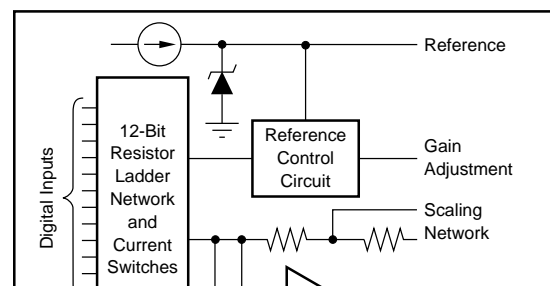 Reference
12-Bit
Resistor
Ladder
Network
and
Current
Switches
Reference
Control
Circuit
Gain
Adjustment
Scaling
Network
Digital Inputs